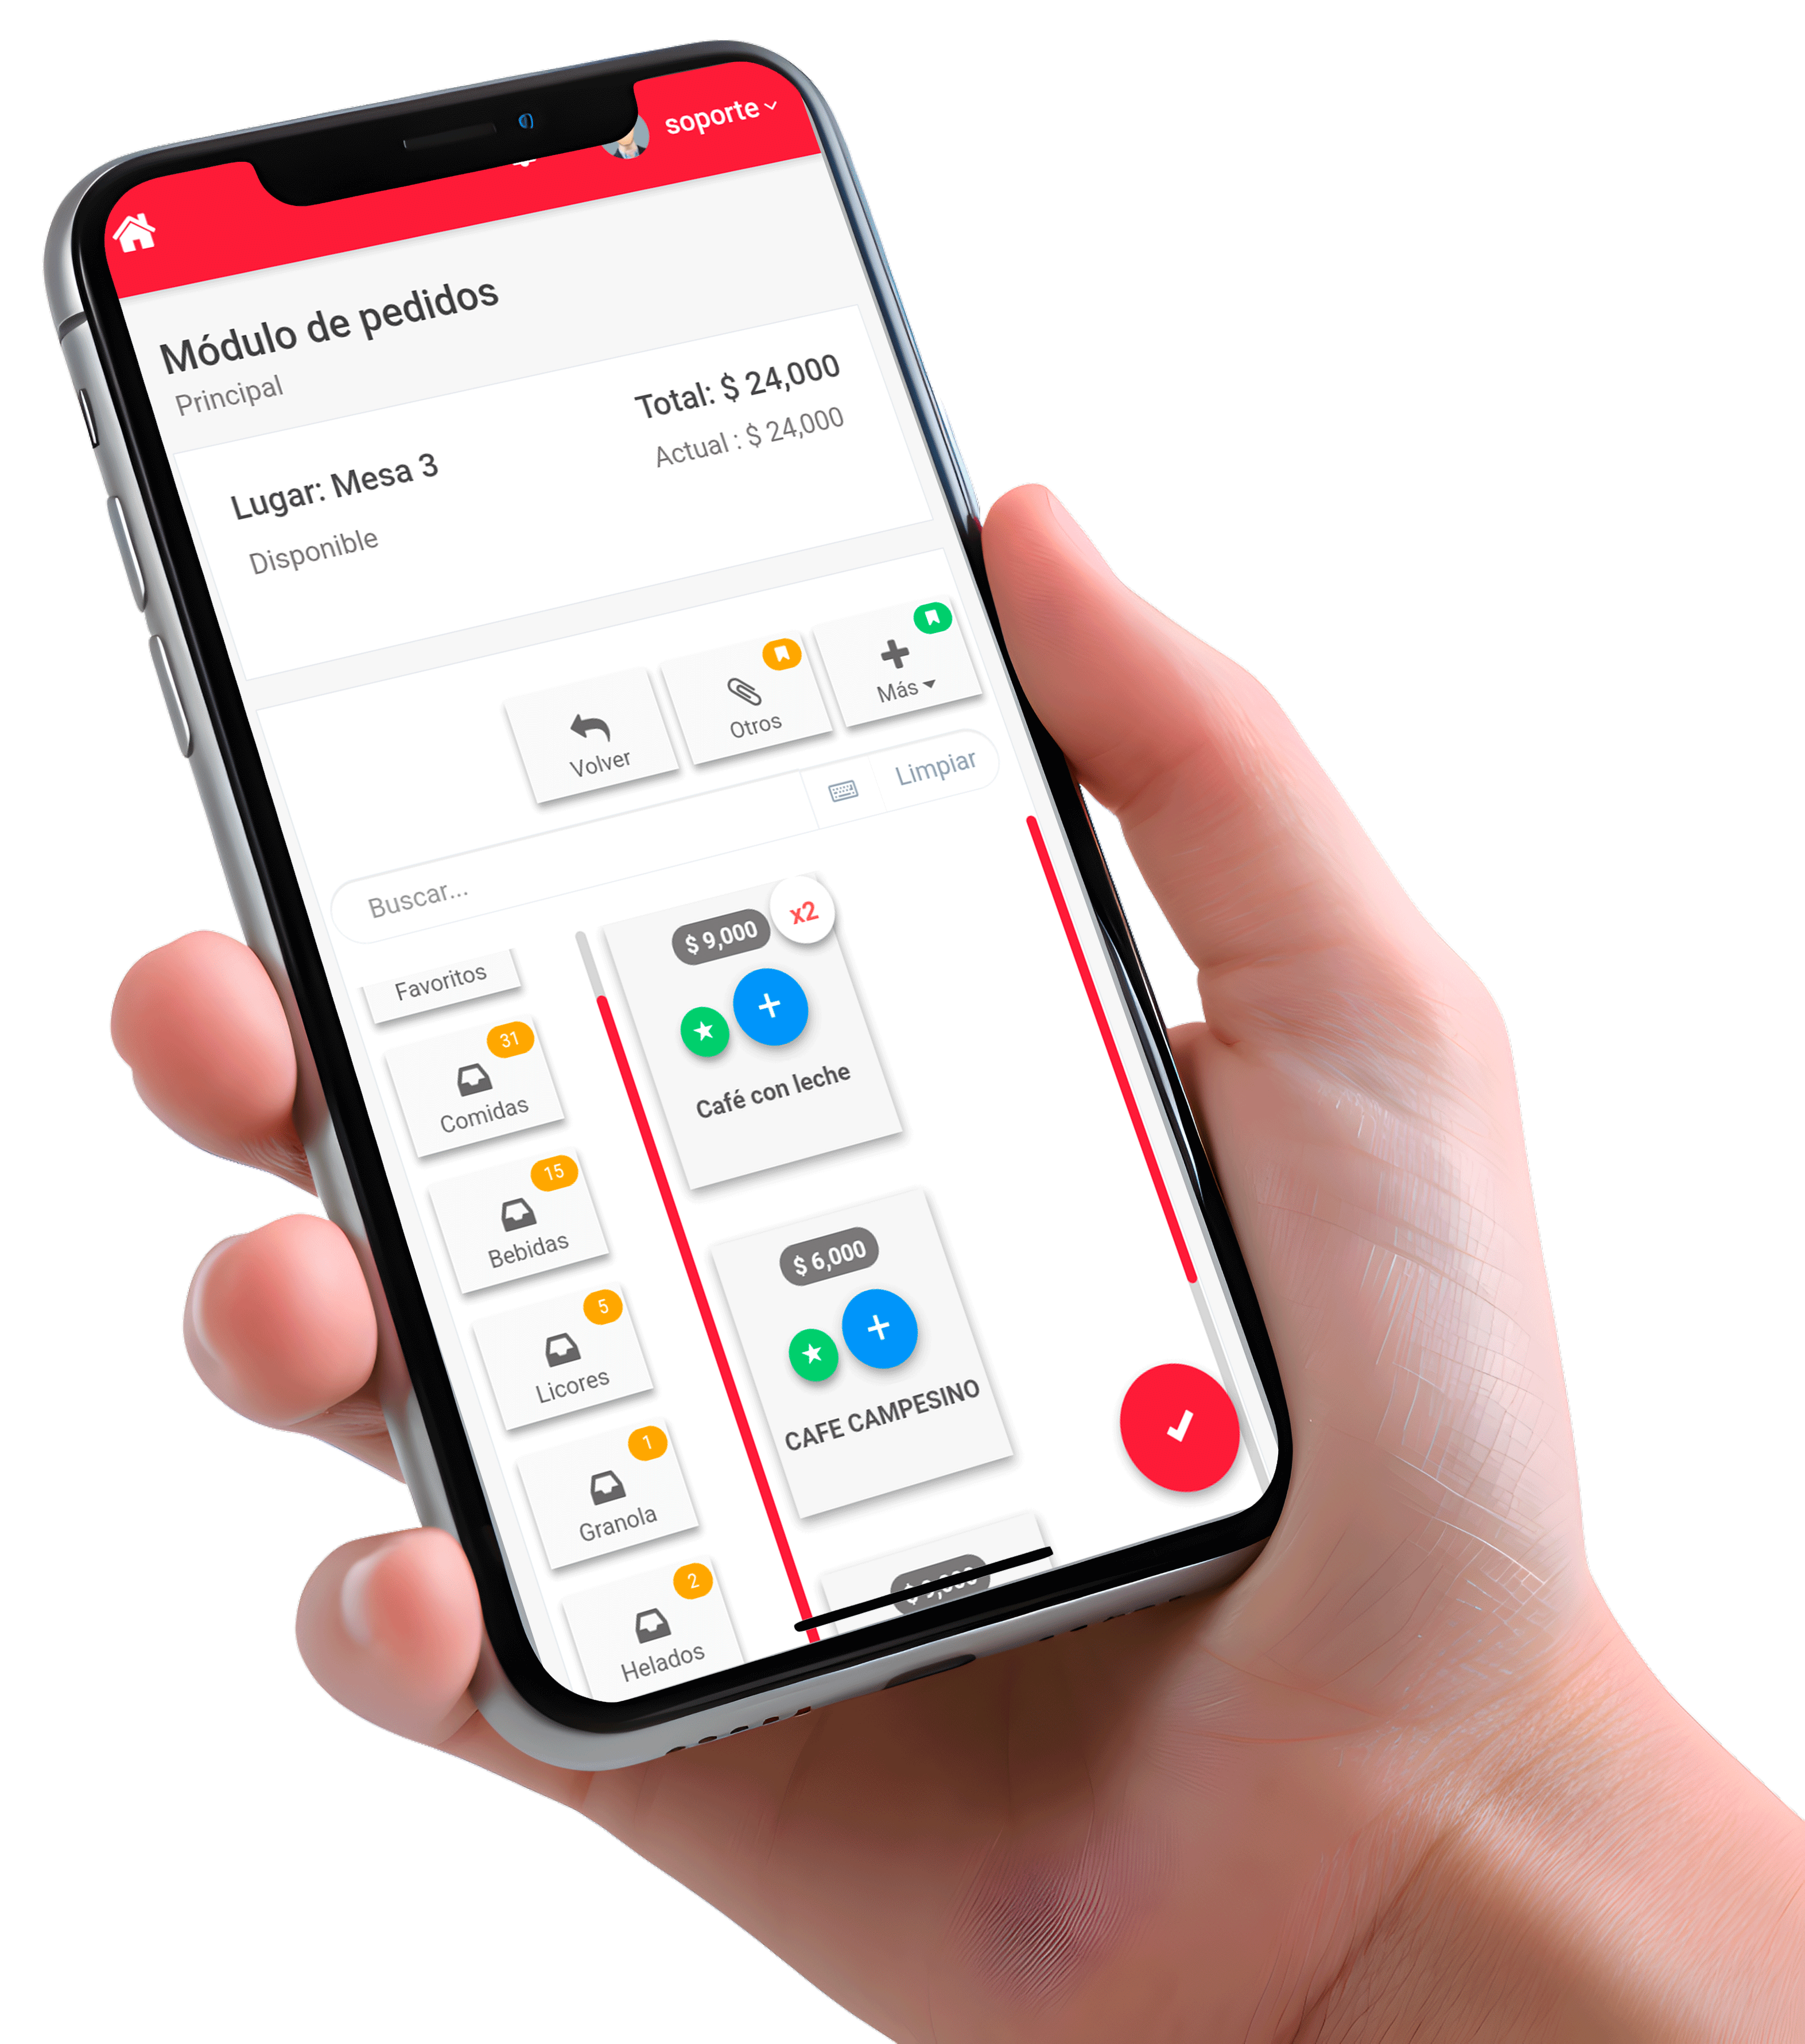 soporte
Módulo de pedidos
Principal
Lugar: Mesa 3
Total: $ 24,000
Disponible
Actual : $ 24,000
Volver
Otros
Más
Buscar...
Limpiar
Favoritos
31
Comidas
15
Bebidas
5
Licores
1
Granola
2
Helados
$ 9,000
x2
Café con leche
$ 6,000
CAFE CAMPESINO